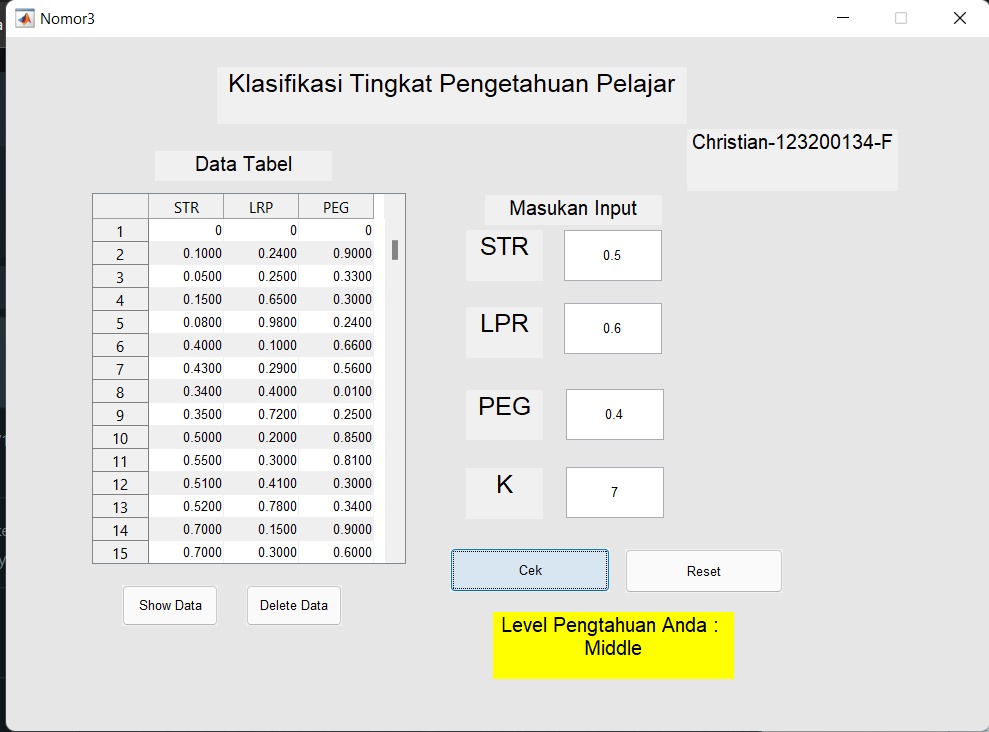 Nomor3
Klasifikasi Tingkat Pengetahuan Pelajar
Christian-123200134-F
Data Tabel
STR LRP PEG
1 0 0 0
2 0.1000 0.2400 0.9000
3 0.0500 0.2500 0.3300
4 0.1500 0.6500 0.3000
5 0.0800 0.9800 0.2400
6 0.4000 0.1000 0.6600
7 0.4300 0.2900 0.5600
8 0.3400 0.4000 0.0100
9 0.3500 0.7200 0.2500
10 0.5000 0.2000 0.8500
11 0.5500 0.3000 0.8100
12 0.5100 0.4100 0.3000
13 0.5200 0.7800 0.3400
14 0.7000 0.1500 0.9000
15 0.7000 0.3000 0.6000
Show Data Delete Data
Masukan Input
STR 0.5
LPR 0.6
PEG 0.4
K 7
Cek Reset
Level Pengtahuan Anda :
Middle